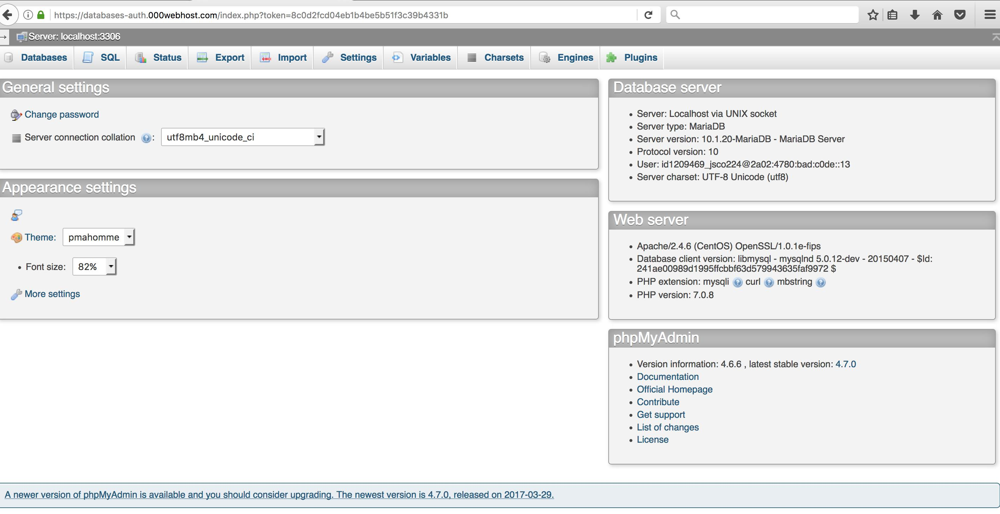 https://databases-auth.000webhost.com/index.php?token=8c0d2fcd04eb1b4be5b51f3c39b4331b
Server: localhost:3306
Databases SQL Status Export Import Settings Variables Charsets Engines Plugins
General settings
Change password
Server connection collation : utf8mb4_unicode_ci
Appearance settings
Theme: pmahomme
• Font size: 82%
More settings
Database server
• Server: Localhost via UNIX socket
• Server type: MariaDB
• Server version: 10.1.20-MariaDB - MariaDB Server
• Protocol version: 10
• User: id1209469_jsco224@2a02:4780:bad:c0de::13
• Server charset: UTF-8 Unicode (utf8)
Web server
• Apache/2.4.6 (CentOS) OpenSSL/1.0.1e-fips
• Database client version: libmysql - mysqlnd 5.0.12-dev - 20150407 - $Id:
241ae00989d1995ffcbbf63d579943635faf9972 $
• PHP extension: mysqli curl mbstring
• PHP version: 7.0.8
phpMyAdmin
• Version information: 4.6.6 , latest stable version: 4.7.0
• Documentation
• Official Homepage
• Contribute
• Get support
• List of changes
• License
A newer version of phpMyAdmin is available and you should consider upgrading. The newest version is 4.7.0, released on 2017-03-29.